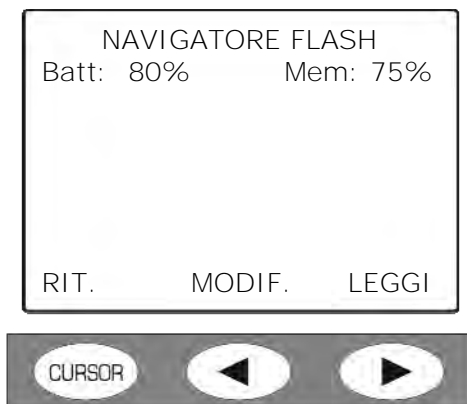 NAVIGATORE FLASH
Batt: 80% Mem: 75%
RIT. MODIF. LEGGI
CURSOR